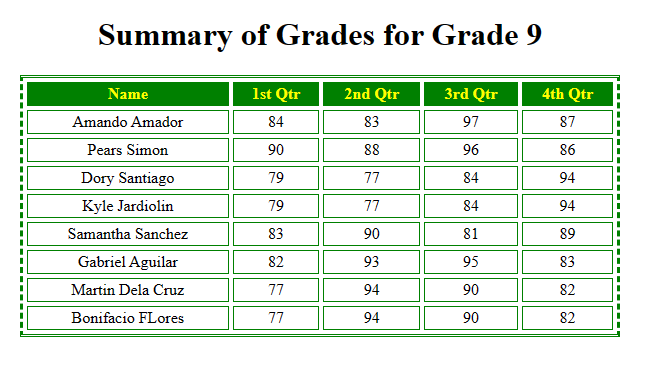 Summary of Grades for Grade 9
Name 1st Qtr 2nd Qtr 3rd Qtr 4th Qtr
Amando Amador 84 83 97 87
Pears Simon 90 88 96 86
Dory Santiago 79 77 84 94
Kyle Jardiolin 79 77 84 94
Samantha Sanchez 83 90 81 89
Gabriel Aguilar 82 93 95 83
Martin Dela Cruz 77 94 90 82
Bonifacio FLores 77 94 90 82